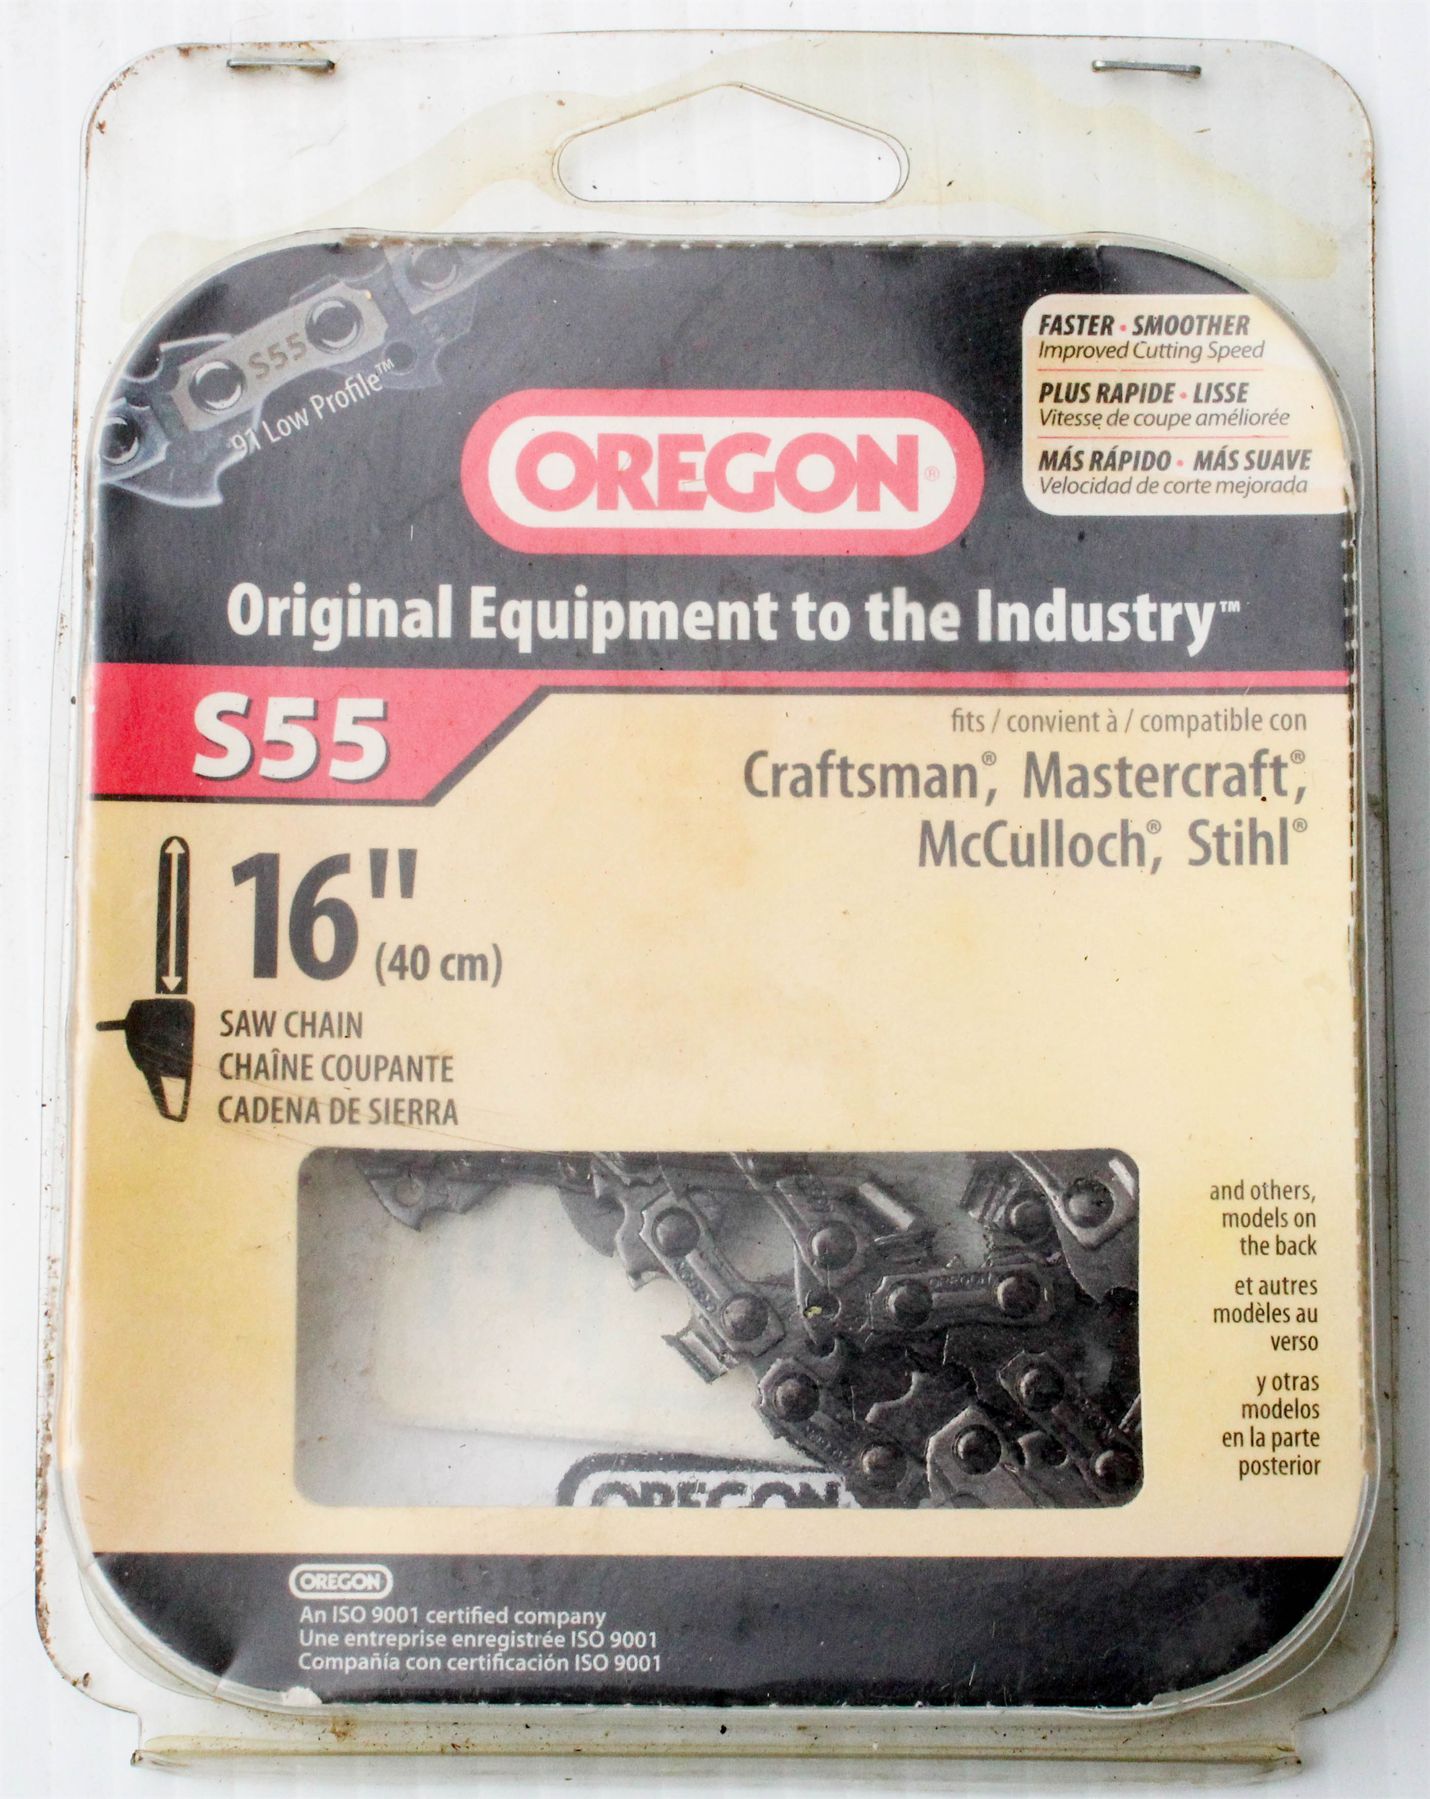 S55
91 Low Profile™
FASTER • SMOOTHER
Improved Cutting Speed
PLUS RAPIDE • LISSE
Vitesse de coupe améliorée
MÁS RÁPIDO • MÁS SUAVE
Velocidad de corte mejorada
OREGON®
Original Equipment to the Industry™
S55
fits / convient à / compatible con
Craftsman®, Mastercraft®,
McCulloch®, Stihl®
16"
(40 cm)
SAW CHAIN
CHAÎNE COUPANTE
CADENA DE SIERRA
and others,
models on
the back
et autres
modèles au
verso
y otras
modelos
en la parte
posterior
OREGON
OREGON
OREGON
An ISO 9001 certified company
Une entreprise enregistrée ISO 9001
Compañía con certificación ISO 9001